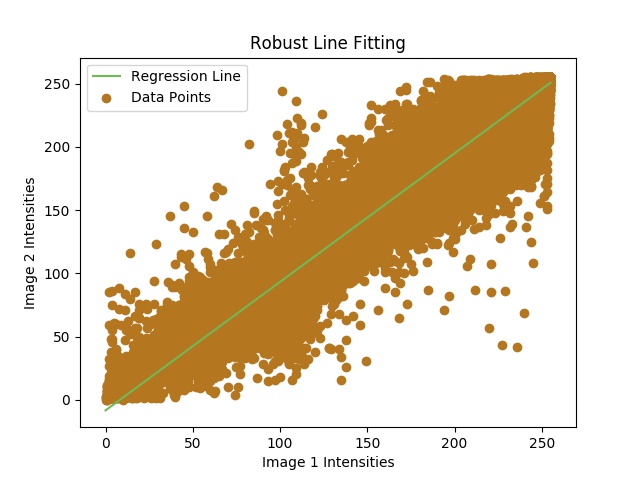 Robust Line Fitting
Regression Line
Data Points
250
200
150
100
50
0
Image 2 Intensities
0 50 100 150 200 250
Image 1 Intensities